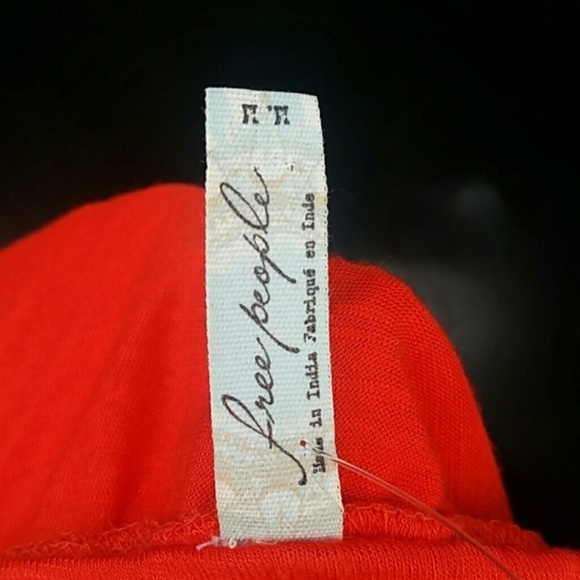 free people
Made in India Fabriqué en Inde